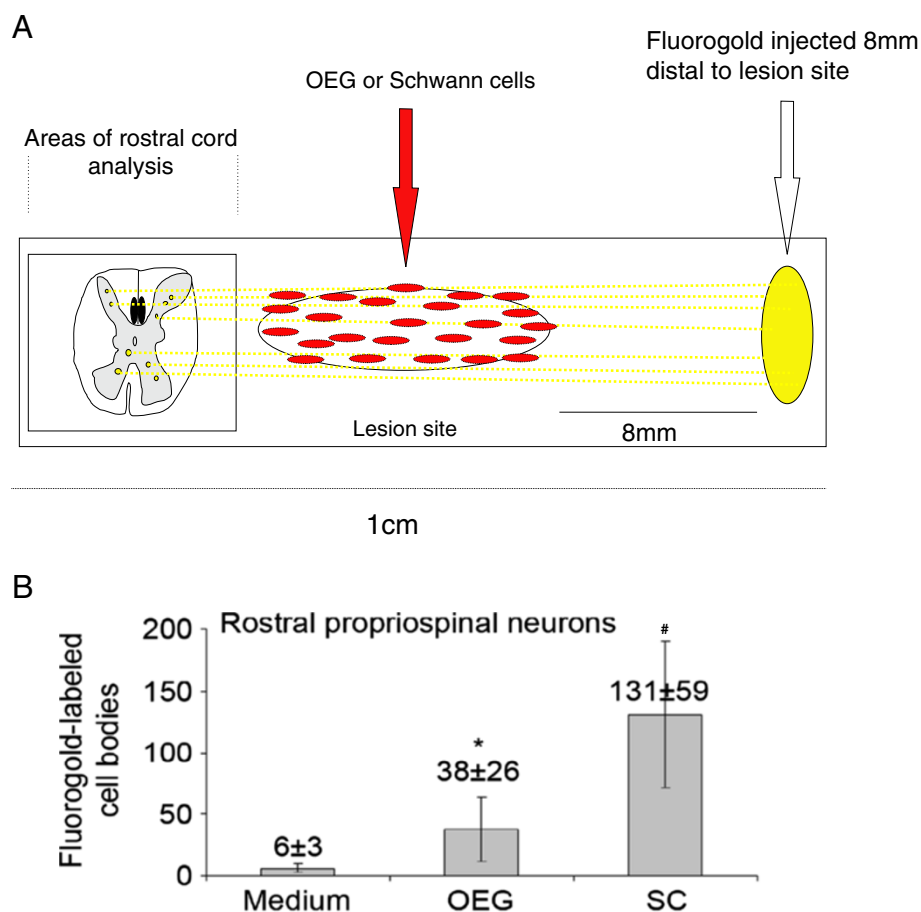 A
Fluorogold injected 8mm
distal to lesion site
OEG or Schwann cells
Areas of rostral cord
analysis
Lesion site
8mm
1cm
B
Rostral propriospinal neurons
Fluorogold-labeled
cell bodies
200
150
100
50
0
6±3
*
38±26
#
131±59
Medium
OEG
SC